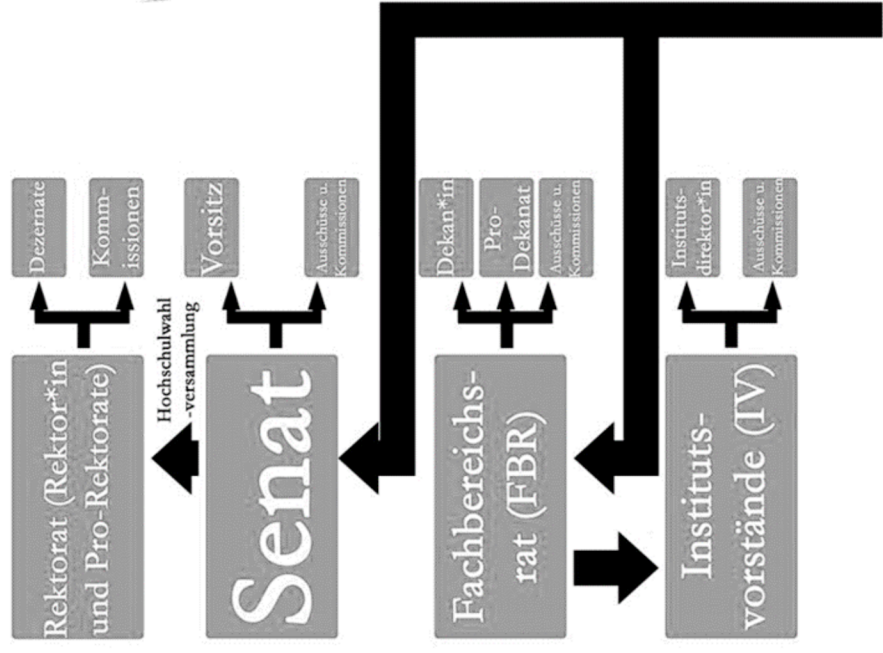 Rektorat (Rektor*in
und Pro-Rektorate)
Dezernate
Komm-
issionen
Hochschulwahl
-versammlung
Senat
Vorsitz
Ausschüsse u.
Kommissionen
Fachbereichs-
rat (FBR)
Dekan*in
Pro-
Dekanat
Ausschüsse u.
Kommissionen
Instituts-
vorstände (IV)
Instituts-
direktor*in
Ausschüsse u.
Kommissionen